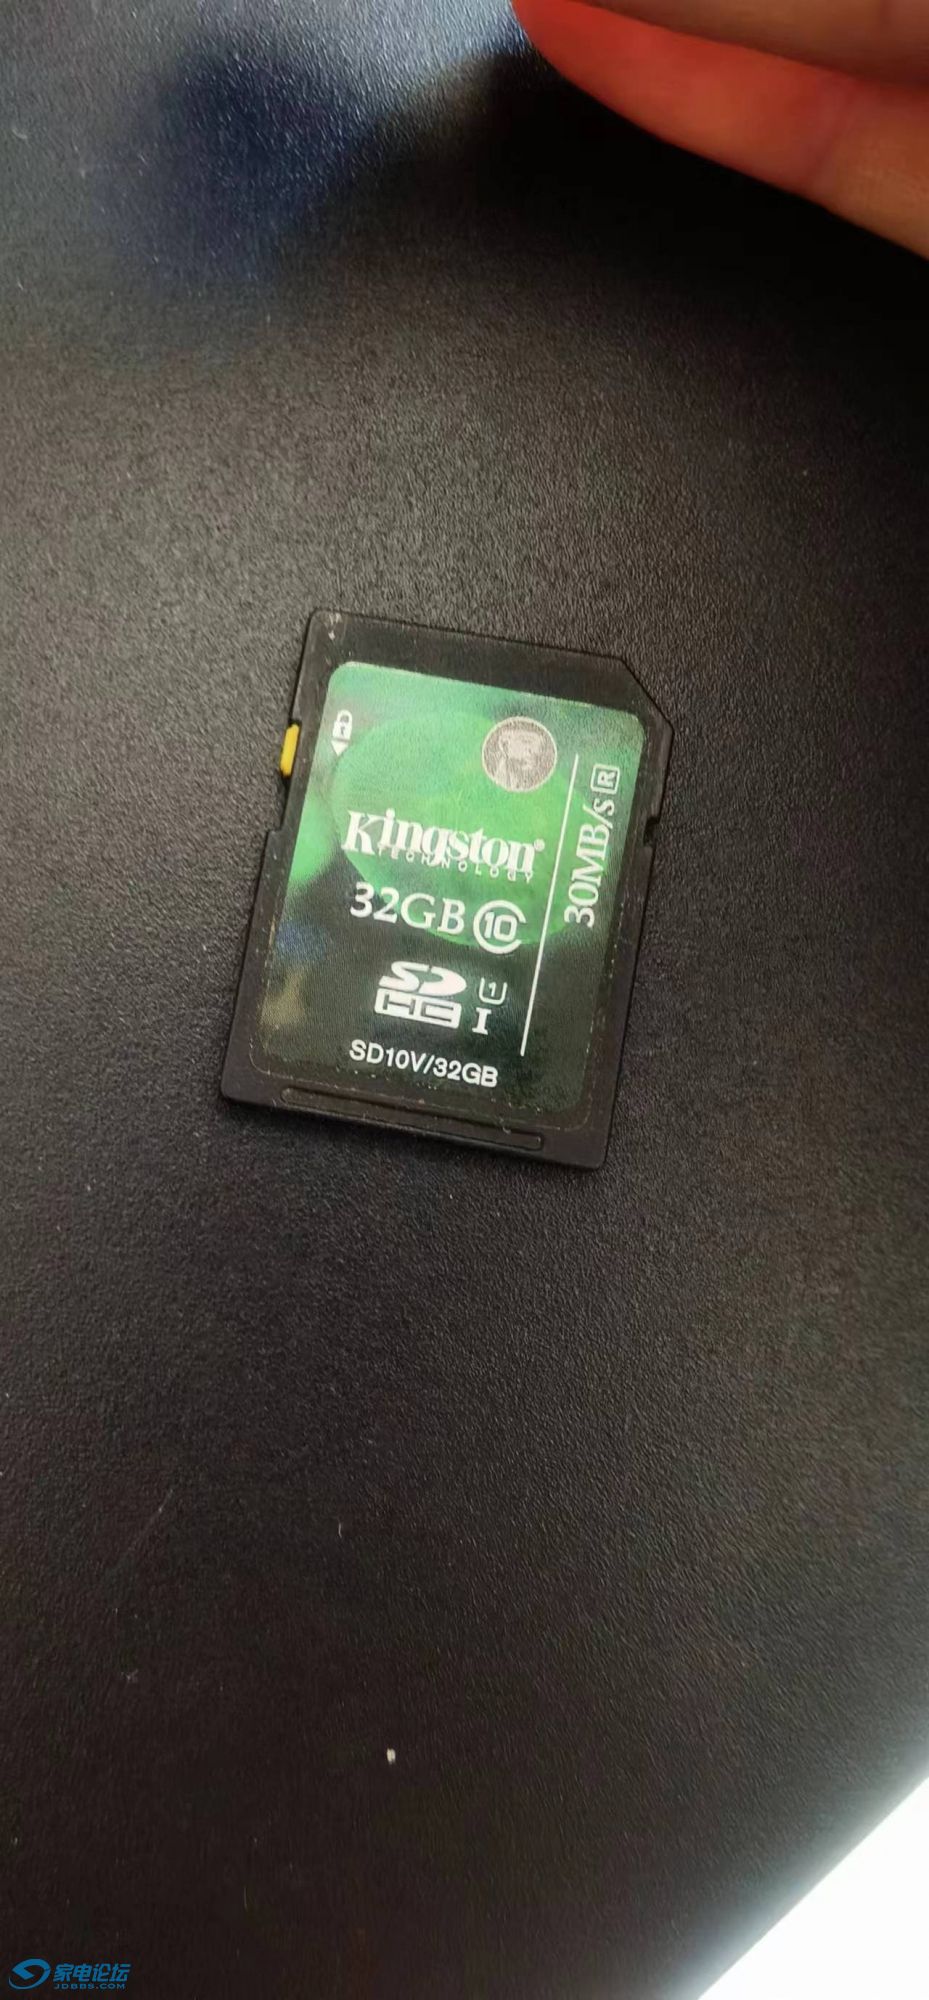 Kingston®
TECHNOLOGY
32GB 10
30MB/s R
SD
HC 1
I
SD10V/32GB
家电论坛
JDBBS.COM